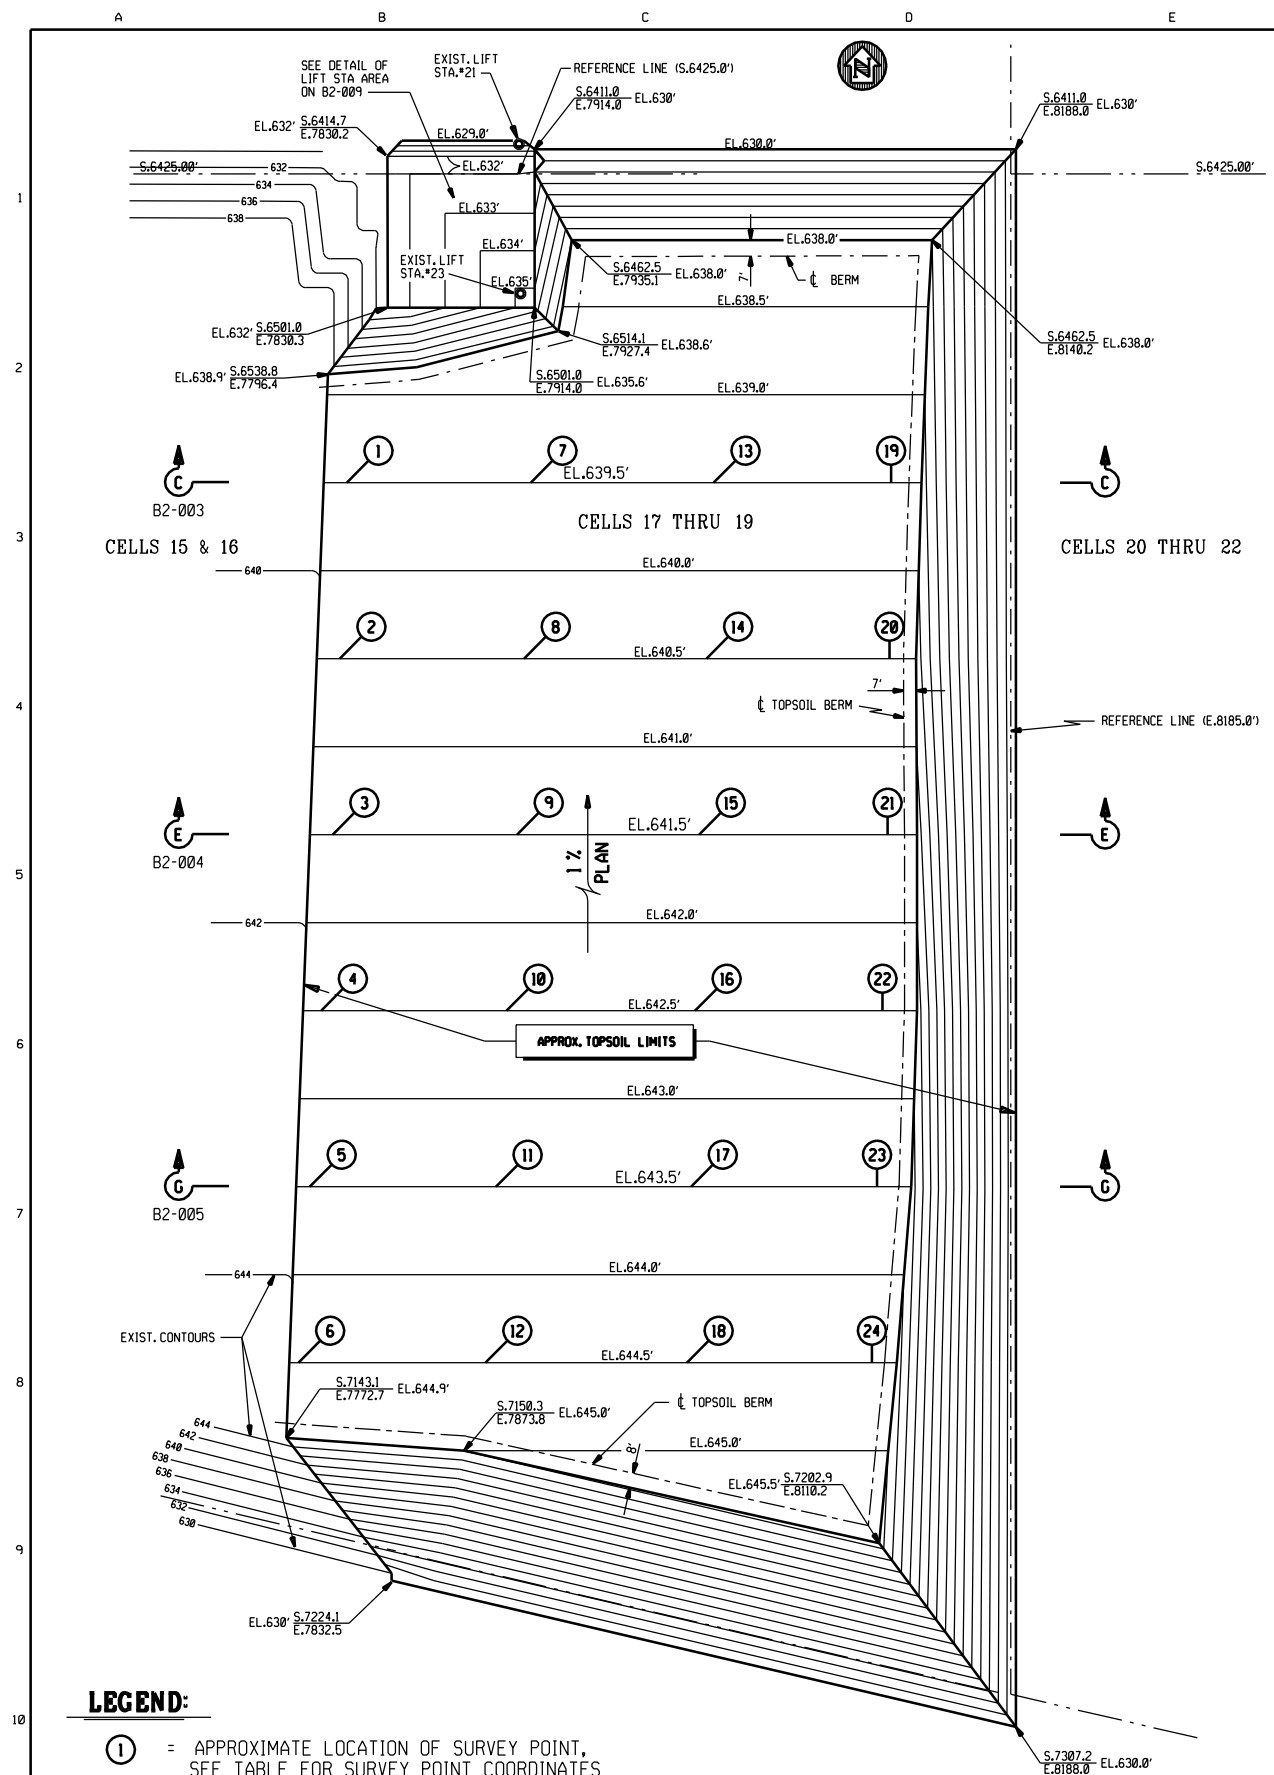 A B C D E
N
SEE DETAIL OF
LIFT STA AREA
ON B2-009
EXIST. LIFT
STA.#21
REFERENCE LINE (S.6425.0')
S.6411.0
E.7914.0
EL.630'
S.6411.0
E.8188.0
EL.630'
EL.632'
S.6414.7
E.7830.2
EL.629.0'
EL.630.0'
S.6425.00'
632
EL.632'
S.6425.00'
634
1
636
EL.633'
638
EL.634'
EL.638.0'
EXIST. LIFT
STA.#23
EL.635'
S.6462.5
E.7935.1
EL.638.0'
7'
℄ BERM
EL.638.5'
EL.632'
S.6501.0
E.7830.3
S.6514.1
E.7927.4
EL.638.6'
S.6462.5
E.8140.2
EL.638.0'
2
EL.638.9'
S.6538.8
E.7796.4
S.6501.0
E.7914.0
EL.635.6'
EL.639.0'
1 7 13 19
C
EL.639.5'
C
B2-003
3
CELLS 17 THRU 19
CELLS 15 & 16
CELLS 20 THRU 22
640
EL.640.0'
2 8 14 20
EL.640.5'
7'
4
℄ TOPSOIL BERM
REFERENCE LINE (E.8185.0')
EL.641.0'
3 9 15 21
E
EL.641.5'
E
B2-004
1 %
PLAN
5
642
EL.642.0'
4 10 16 22
EL.642.5'
6
APPROX. TOPSOIL LIMITS
EL.643.0'
5 11 17 23
G
EL.643.5'
G
B2-005
7
644
EL.644.0'
EXIST. CONTOURS
6 12 18 24
EL.644.5'
8
S.7143.1
E.7772.7
EL.644.9'
S.7150.3
E.7873.8
EL.645.0'
℄ TOPSOIL BERM
644
642
640
638
636
634
632
630
EL.645.0'
8'
EL.645.5'
S.7202.9
E.8110.2
9
EL.630'
S.7224.1
E.7832.5
LEGEND:
10
1 = APPROXIMATE LOCATION OF SURVEY POINT,
SEE TABLE FOR SURVEY POINT COORDINATES
S.7307.2
E.8188.0
EL.630.0'